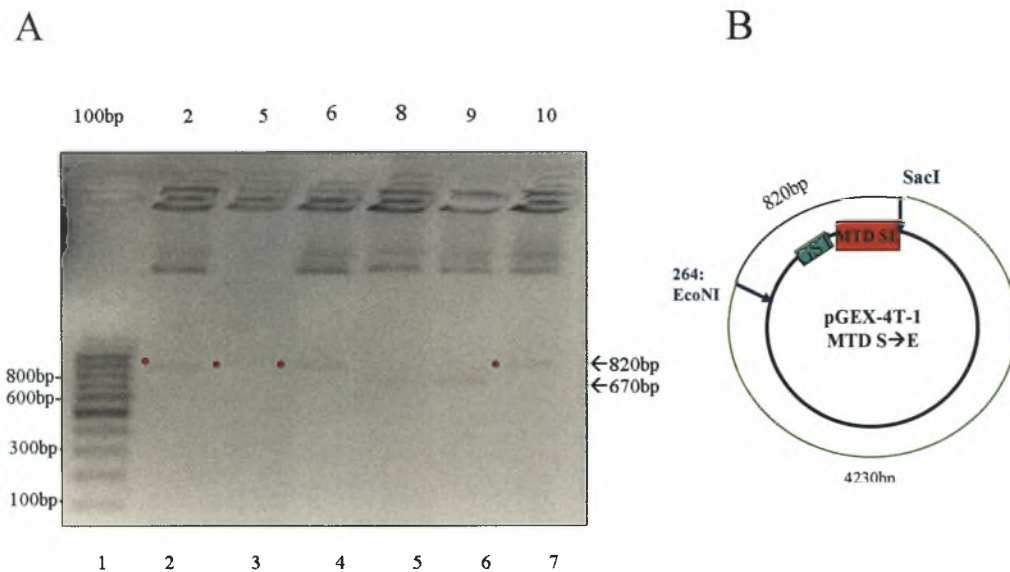 A
B
100bp 2 5 6 8 9 10
800bp
600bp
300bp
100bp
←820bp
←670bp
1 2 3 4 5 6 7
820bp
SacI
MTD SE
264:
EcoNI
pGEX-4T-1
MTD S→E
4230bp